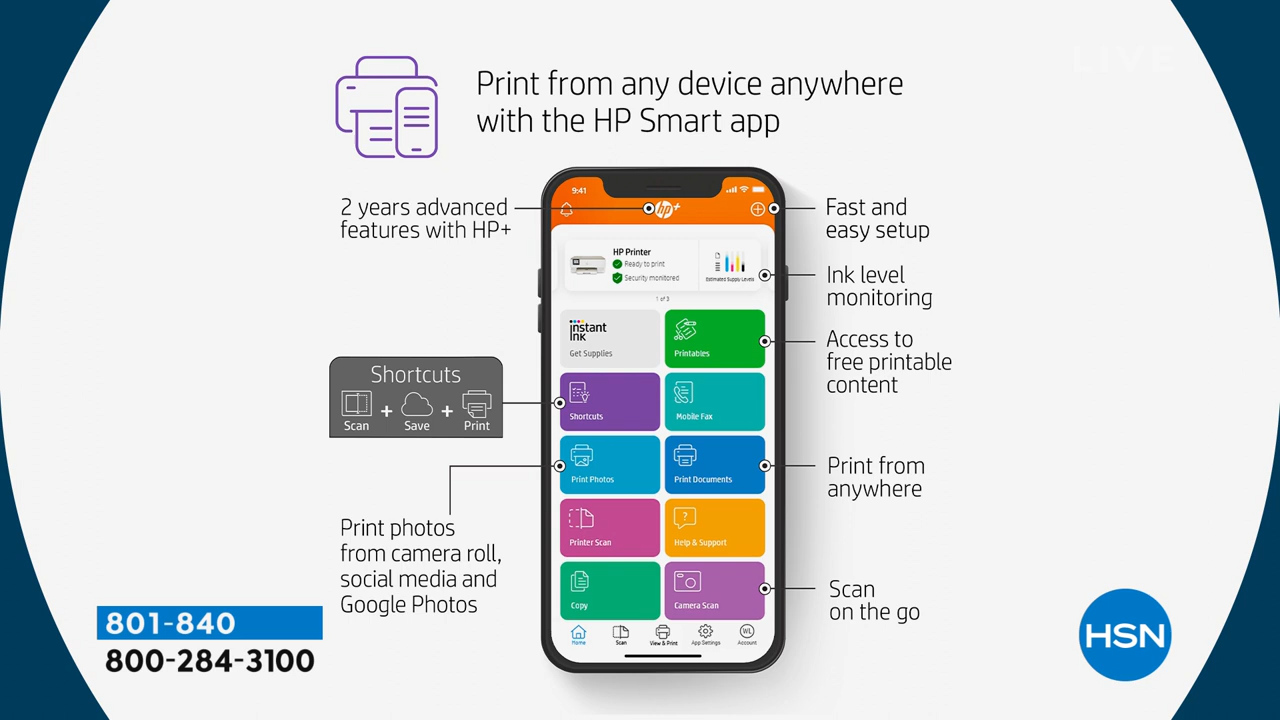 LIVE
Print from any device anywhere
with the HP Smart app
2 years advanced
features with HP+
9:41
hp+
Fast and
easy setup
HP Printer
Ready to print
Security monitored
Estimated Supply Levels
1 of 3
Ink level
monitoring
instant
ink
Get Supplies
Printables
Access to
free printable
content
Shortcuts
Scan + Save + Print
Shortcuts
Mobile Fax
Print Photos
Print Documents
Print from
anywhere
Print photos
from camera roll,
social media and
Google Photos
Printer Scan
Help & Support
Copy
Camera Scan
Scan
on the go
Home
Scan
View & Print
App Settings
WL
Account
801-840
800-284-3100
HSN